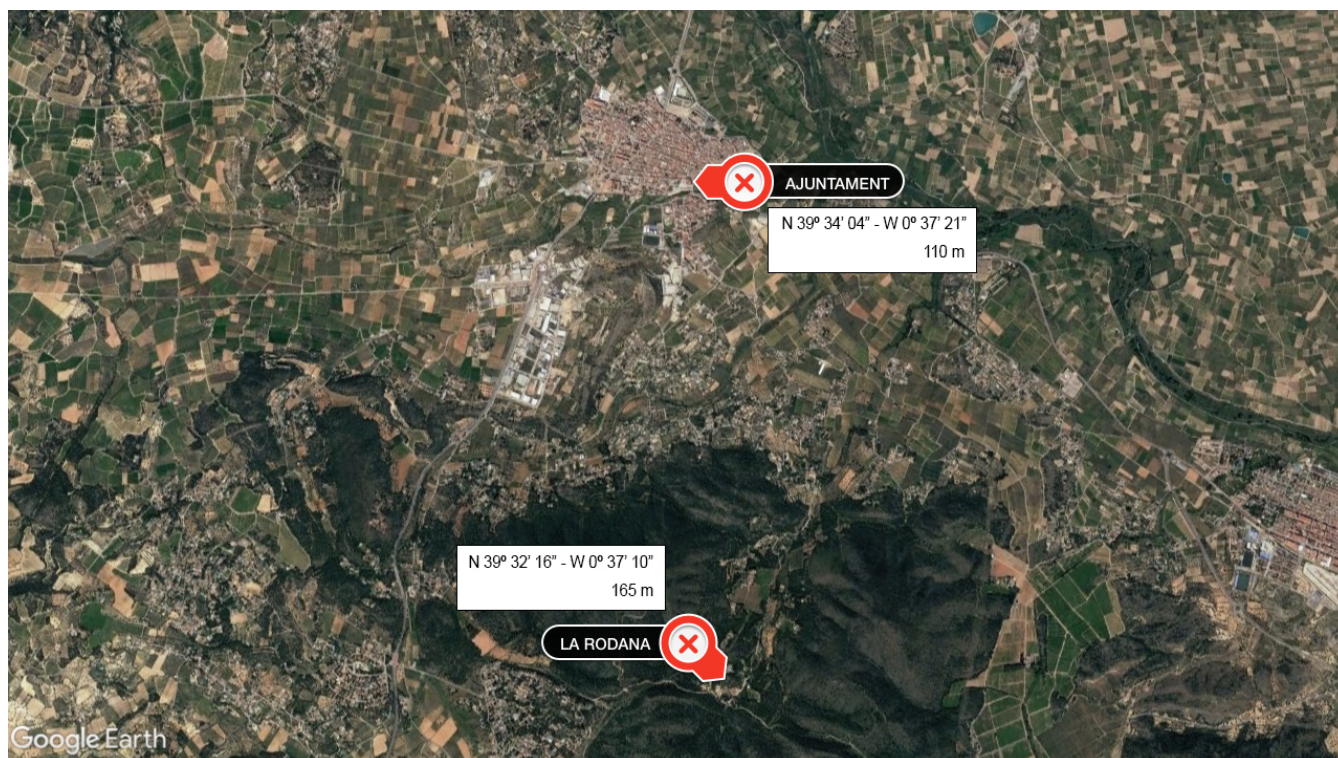 AJUNTAMENT
N 39º 34' 04" - W 0º 37' 21"
110 m
N 39º 32' 16" - W 0º 37' 10"
165 m
LA RODANA
Google Earth